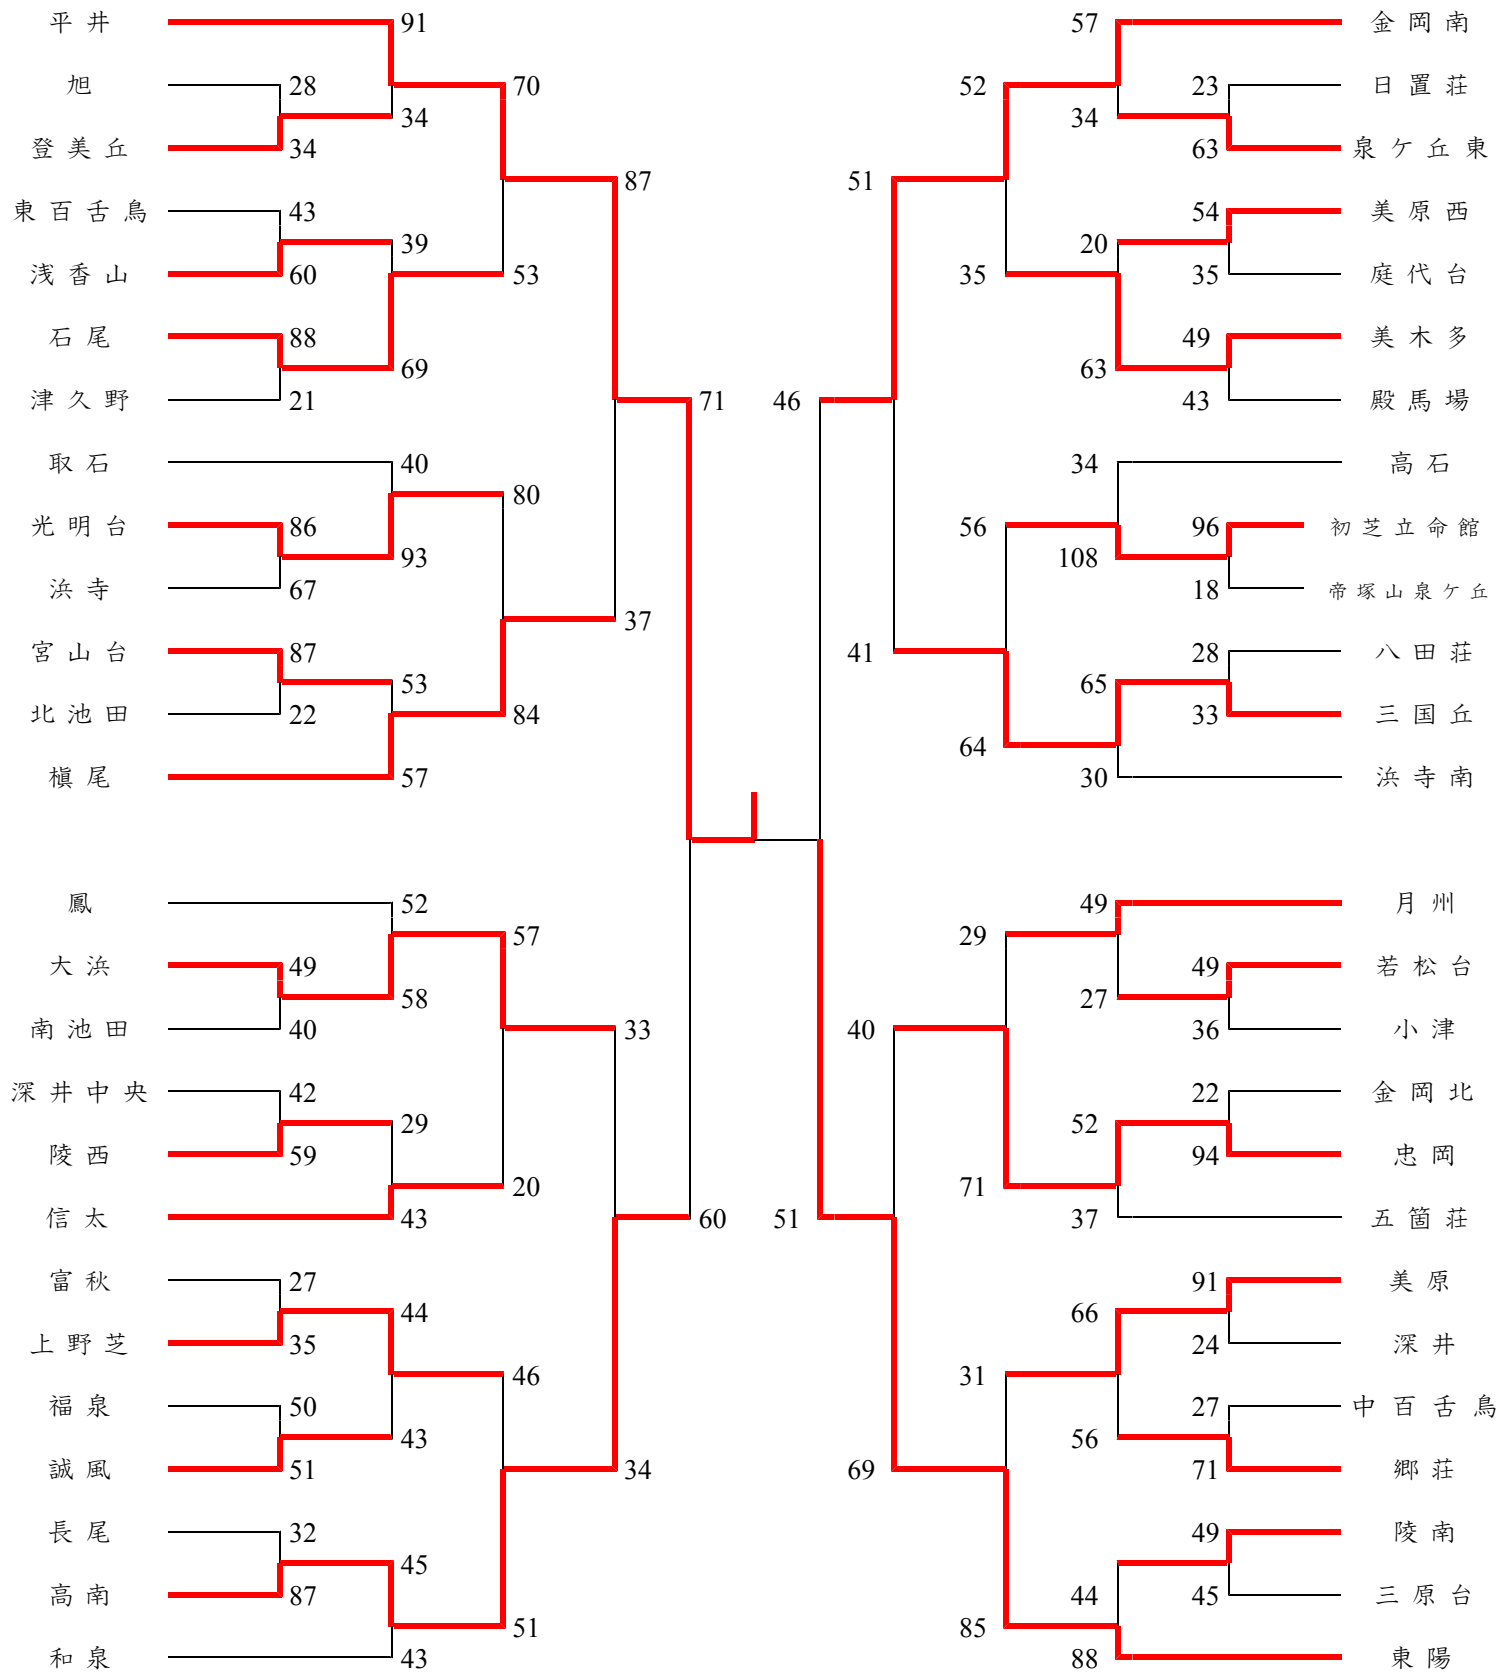 平井 91 57 金岡南
旭 28 70 52 23 日置荘
34 34
登美丘 34 63 泉ケ丘東
87 51
東百舌鳥 43 54 美原西
39 20
浅香山 60 53 35 35 庭代台
石尾 88 49 美木多
69 63
津久野 21 71 46 43 殿馬場
取石 40 34 高石
80
光明台 86 56 96 初芝立命館
93 108
浜寺 67 18 帝塚山泉ケ丘
37
宮山台 87 41 28 八田荘
53 65
北池田 22 84 33 三国丘
64
槇尾 57 30 浜寺南
鳳 52 49 月州
57 29
大浜 49 49 若松台
58 27
南池田 40 33 40 36 小津
深井中央 42 22 金岡北
29 52
陵西 59 94 忠岡
20 71
信太 43 60 51 37 五箇荘
富秋 27 91 美原
44 66
上野芝 35 24 深井
46 31
福泉 50 27 中百舌鳥
43 56
誠風 51 34 69 71 郷荘
長尾 32 49 陵南
45
高南 87 44 45 三原台
51 85
和泉 43 88 東陽